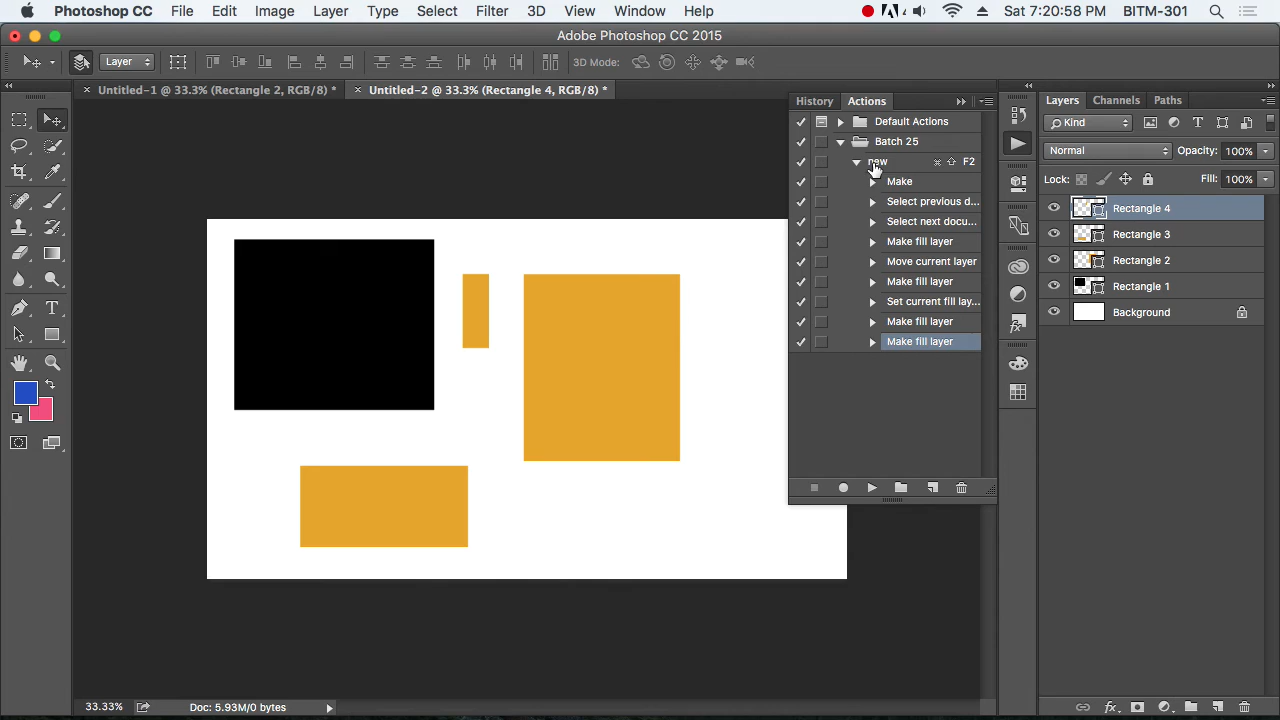 Photoshop CC File Edit Image Layer Type Select Filter 3D View Window Help Sat 7:20:58 PM BITM-301
Adobe Photoshop CC 2015
Layer 3D Mode:
Untitled-1 @ 33.3% (Rectangle 2, RGB/8) * Untitled-2 @ 33.3% (Rectangle 4, RGB/8) *
History Actions
Default Actions
Batch 25
new F2
Make
Select previous d...
Select next docu...
Make fill layer
Move current layer
Make fill layer
Set current fill lay...
Make fill layer
Make fill layer
Layers Channels Paths
Kind
Normal Opacity: 100%
Lock: Fill: 100%
Rectangle 4
Rectangle 3
Rectangle 2
Rectangle 1
Background
33.33% Doc: 5.93M/0 bytes